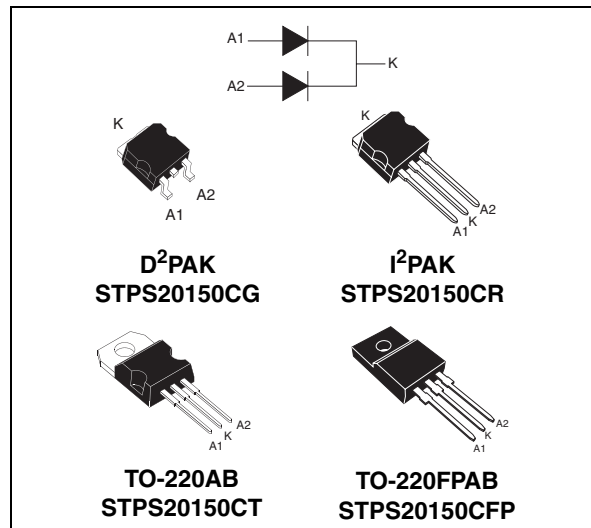 A1
K
A2
K
A2
A1
K
A2
K
A1
D²PAK
STPS20150CG
I²PAK
STPS20150CR
A2
K
A1
A2
K
A1
TO-220AB
STPS20150CT
TO-220FPAB
STPS20150CFP